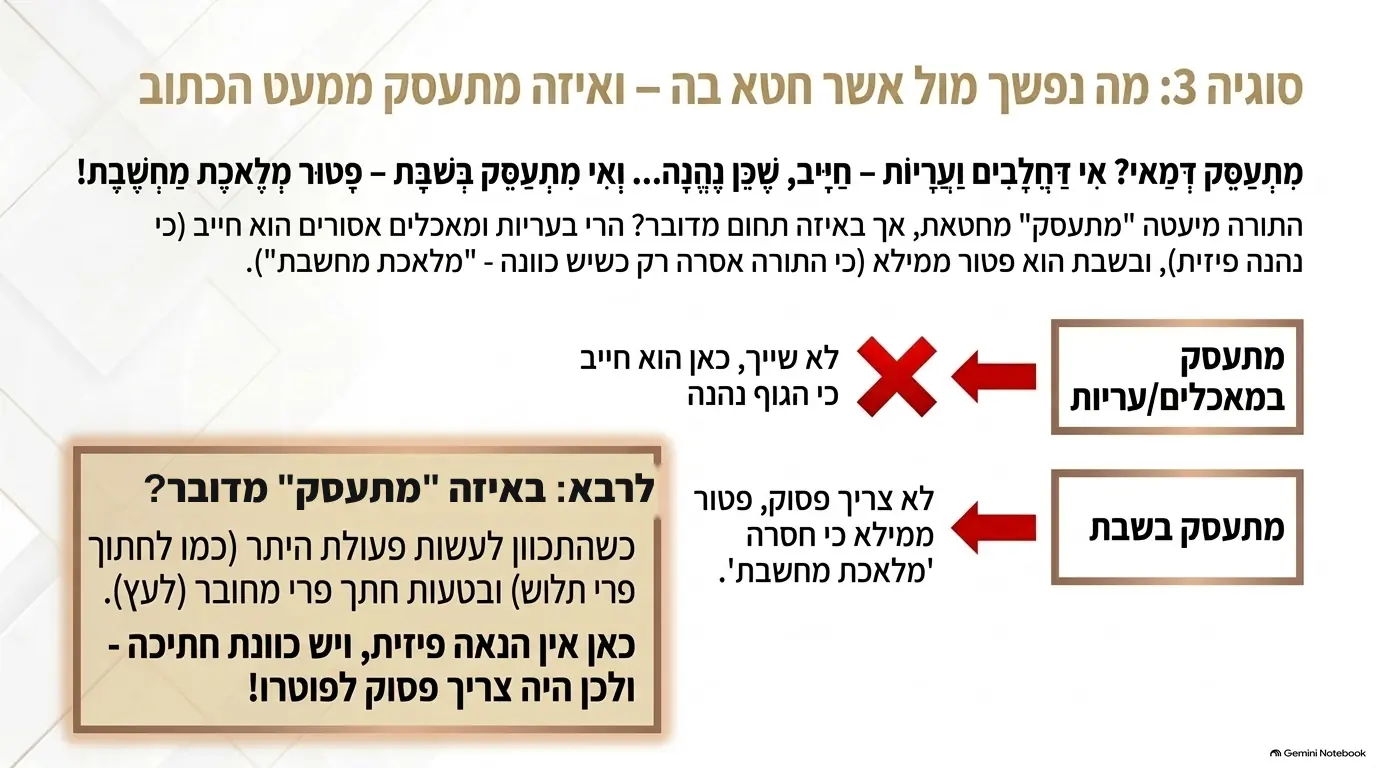 סוגיה 3: מה נפשך מול אשר חטא בה – ואיזה מתעסק ממעט הכתוב
מִתְעַסֵּק דְּמַאי? אִי דַּחֲלָבִים וַעֲרָיוֹת – חַיָּיב, שֶׁכֵּן נֶהֱנָה... וְאִי מִתְעַסֵּק בְּשׁבָּת – פָּטוּר מְלֶאכֶת מַחְשֶׁבֶת!
התורה מיעטה "מתעסק" מחטאת, אך באיזה תחום מדובר? הרי בעריות ומאכלים אסורים הוא חייב (כי
נהנה פיזית), ובשבת הוא פטור ממילא (כי התורה אסרה רק כשיש כוונה - "מלאכת מחשבת").
מתעסק
במאכלים/עריות
לא שייך, כאן הוא חייב
כי הגוף נהנה
מתעסק בשבת
לא צריך פסוק, פטור
ממילא כי חסרה
'מלאכת מחשבת'.
לרבא: באיזה "מתעסק" מדובר?
כשהתכוון לעשות פעולת היתר (כמו לחתוך
פרי תלוש) ובטעות חתך פרי מחובר (לעץ).
כאן אין הנאה פיזית, ויש כוונת חתיכה -
ולכן היה צריך פסוק לפוטרו!
Gemini Notebook